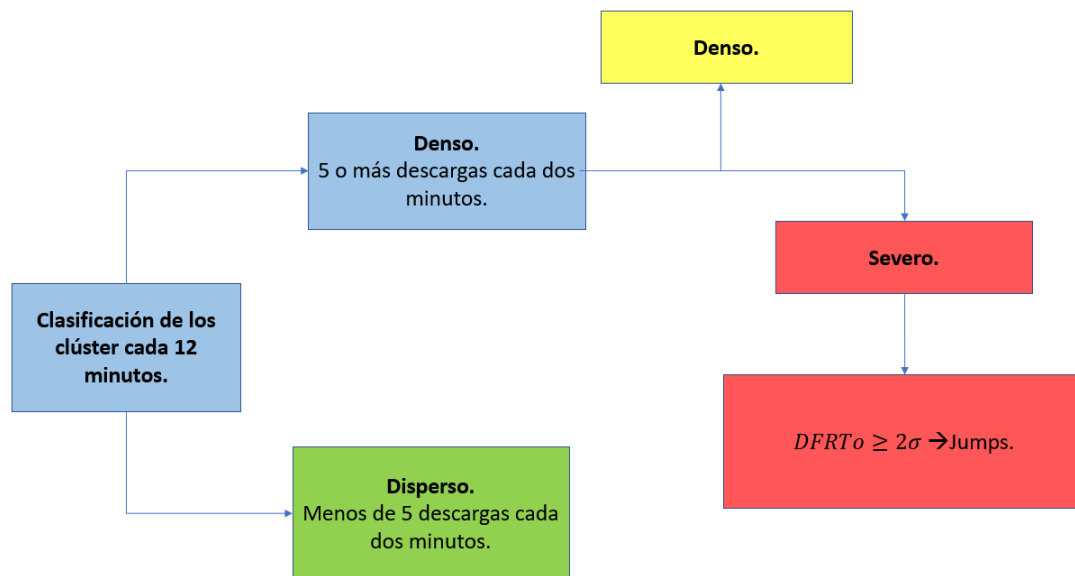 Denso.
Denso.
5 o más descargas cada dos
minutos.
Severo.
Clasificación de los
clúster cada 12
minutos.
DFRTo ≥ 2σ →Jumps.
Disperso.
Menos de 5 descargas cada
dos minutos.